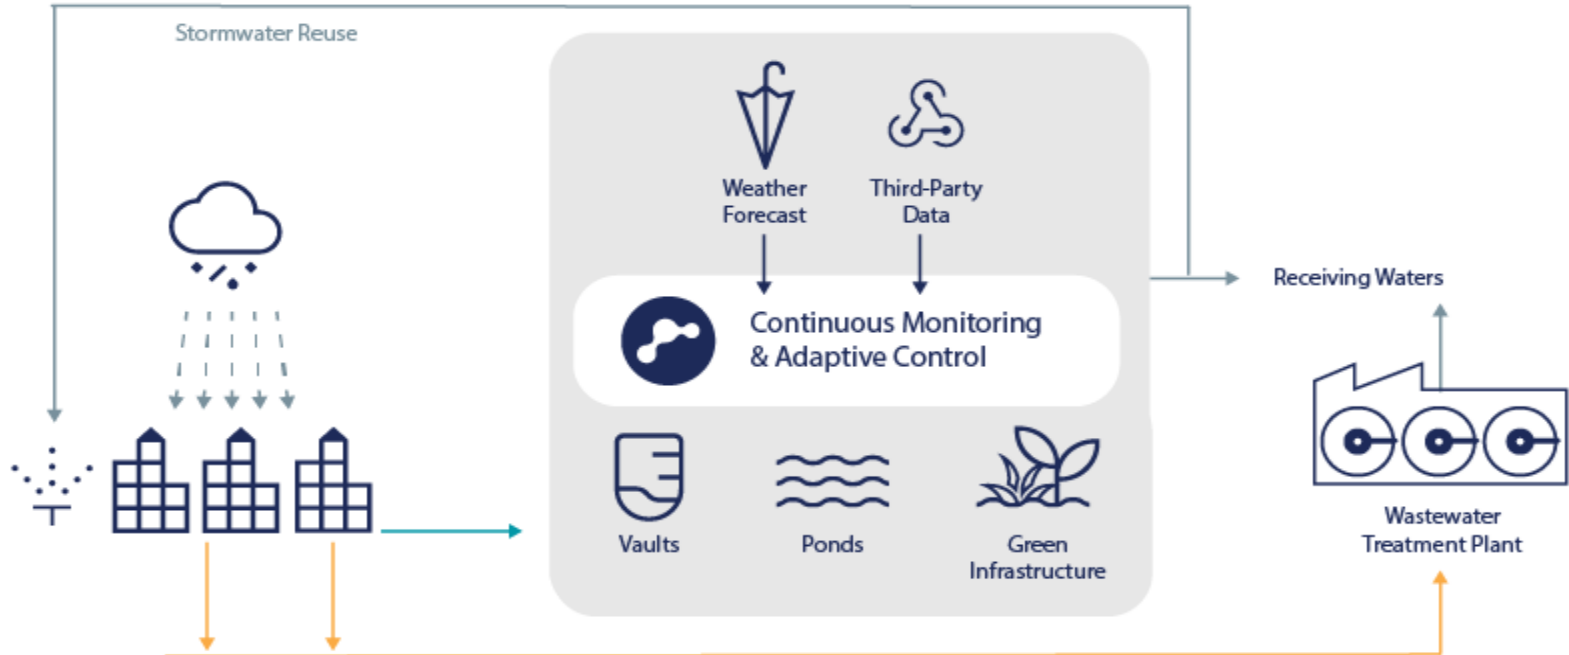 Stormwater Reuse
Weather
Forecast
Third-Party
Data
Continuous Monitoring
& Adaptive Control
Receiving Waters
Vaults
Ponds
Green
Infrastructure
Wastewater
Treatment Plant